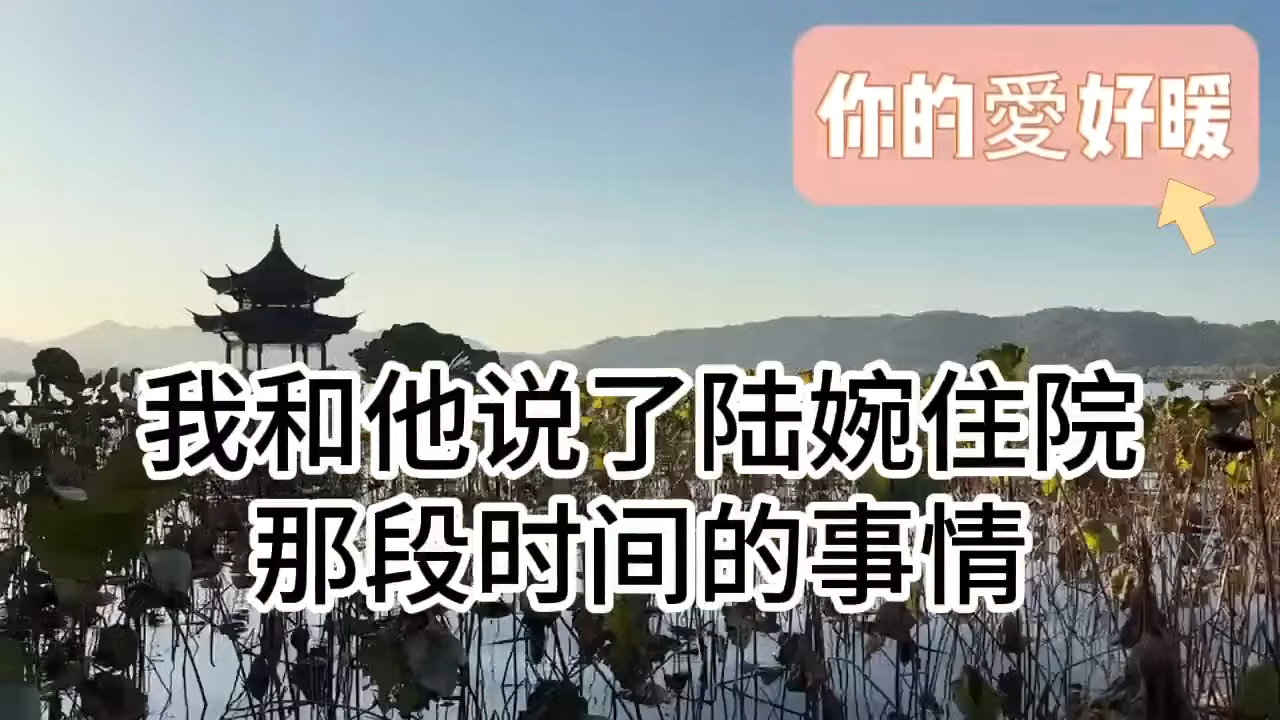 你的愛好暖
我和他说了陆婉住院
那段时间的事情